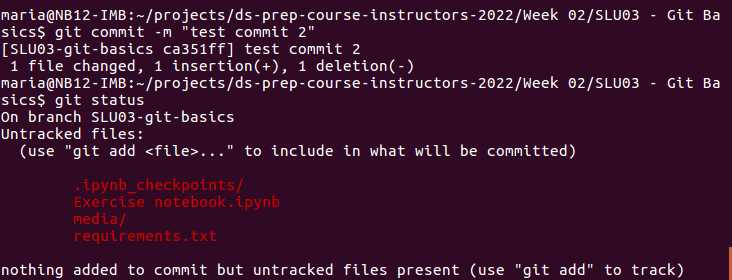 maria@NB12-IMB:~/projects/ds-prep-course-instructors-2022/Week 02/SLU03 - Git Ba
sics$ git commit -m "test commit 2"
[SLU03-git-basics ca351ff] test commit 2
 1 file changed, 1 insertion(+), 1 deletion(-)
maria@NB12-IMB:~/projects/ds-prep-course-instructors-2022/Week 02/SLU03 - Git Ba
sics$ git status
On branch SLU03-git-basics
Untracked files:
  (use "git add <file>..." to include in what will be committed)

        .ipynb_checkpoints/
        Exercise notebook.ipynb
        media/
        requirements.txt

nothing added to commit but untracked files present (use "git add" to track)